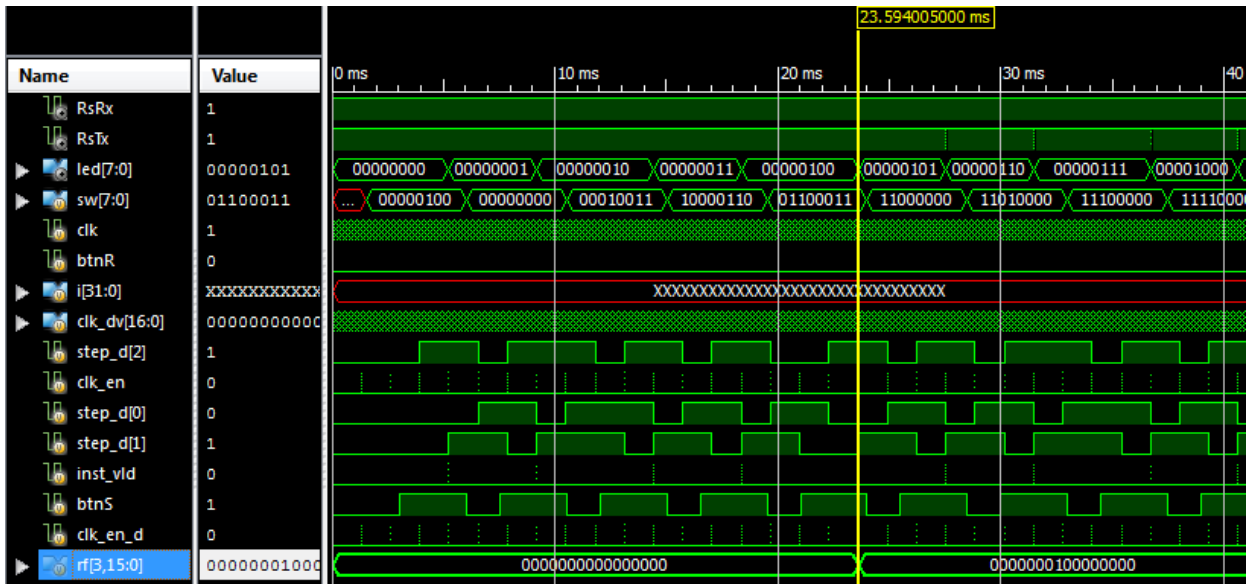 23.594005000 ms
Name Value 0 ms 10 ms 20 ms 30 ms 40
RsRx 1
RsTx 1
led[7:0] 00000101 00000000 00000001 00000010 00000011 00000100 00000101 00000110 00000111 00001000
sw[7:0] 01100011 ... 00000100 00000000 00010011 10000110 01100011 11000000 11010000 11100000 1111000
clk 1
btnR 0
i[31:0] XXXXXXXXXXX XXXXXXXXXXXXXXXXXXXXXXXXXXXXXXXX
clk_dv[16:0] 00000000000
step_d[2] 1
clk_en 0
step_d[0] 0
step_d[1] 1
inst_vld 0
btnS 1
clk_en_d 0
rf[3,15:0] 00000001000 0000000000000000 0000000100000000